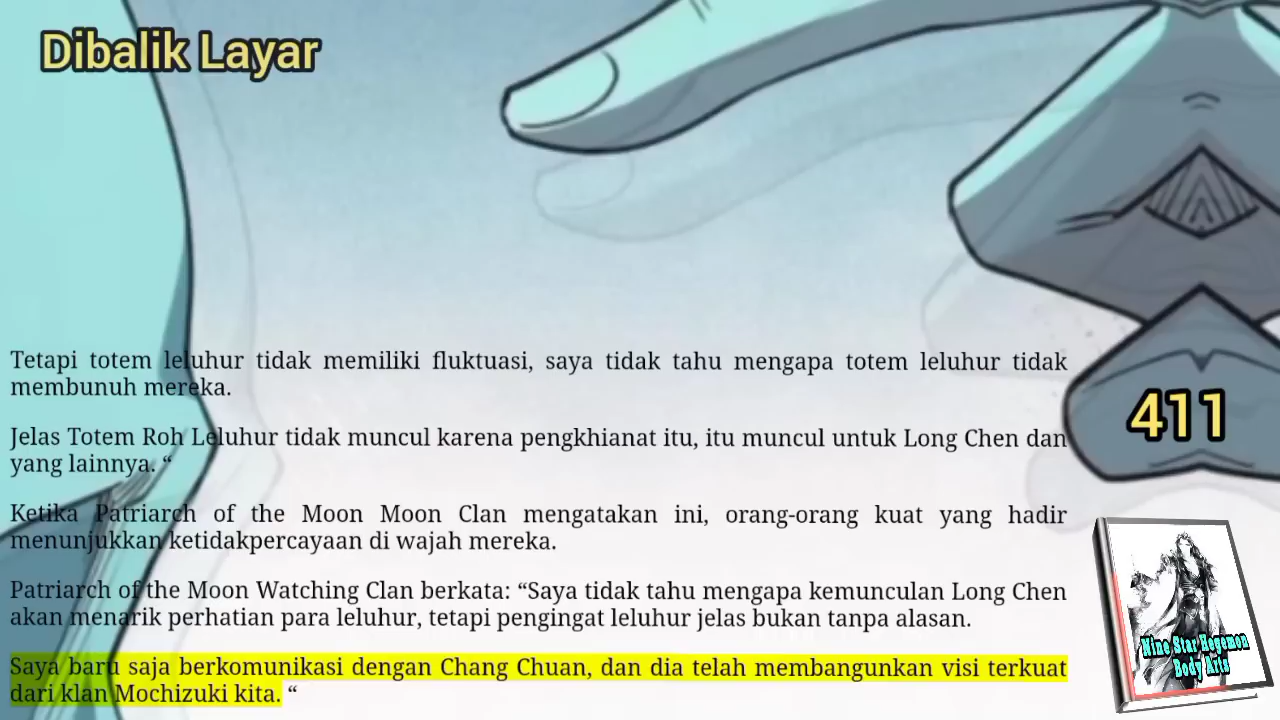 Dibalik Layar
Tetapi totem leluhur tidak memiliki fluktuasi, saya tidak tahu mengapa totem leluhur tidak
membunuh mereka.
Jelas Totem Roh Leluhur tidak muncul karena pengkhianat itu, itu muncul untuk Long Chen dan
yang lainnya. “
Ketika Patriarch of the Moon Moon Clan mengatakan ini, orang-orang kuat yang hadir
menunjukkan ketidakpercayaan di wajah mereka.
Patriarch of the Moon Watching Clan berkata: “Saya tidak tahu mengapa kemunculan Long Chen
akan menarik perhatian para leluhur, tetapi pengingat leluhur jelas bukan tanpa alasan.
Saya baru saja berkomunikasi dengan Chang Chuan, dan dia telah membangunkan visi terkuat
dari klan Mochizuki kita. “
411
Nine Star Hegemon
Body Arts